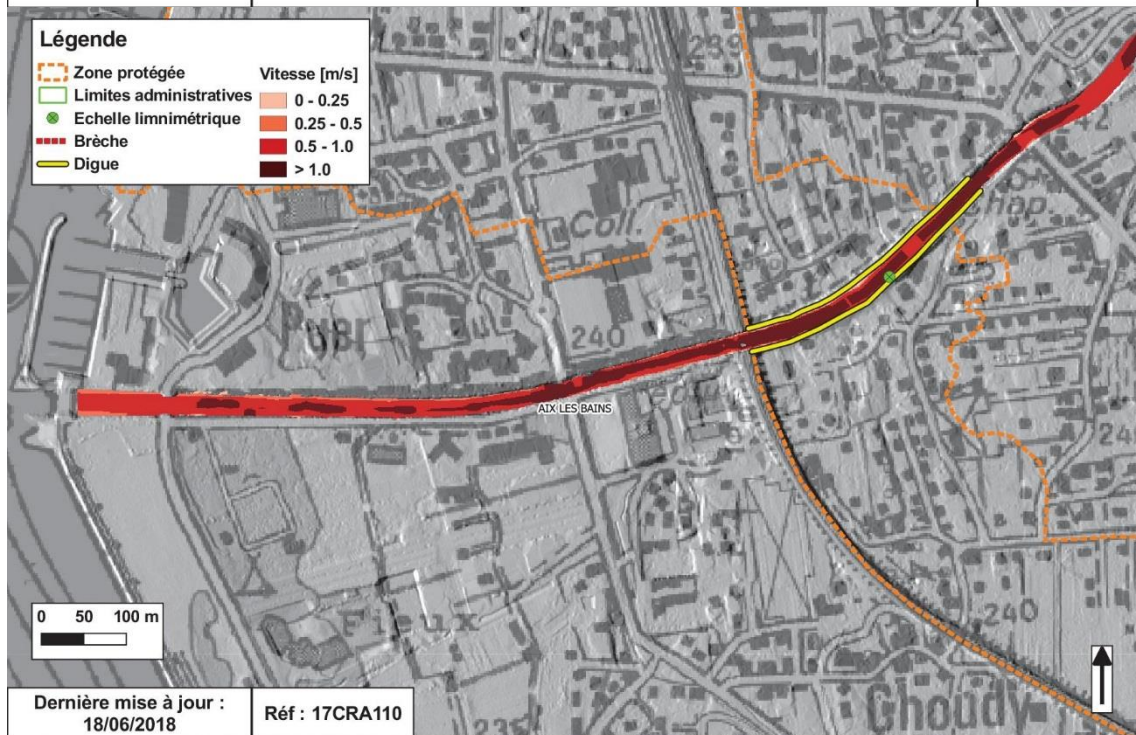 Légende
Zone protégée
Limites administratives
Echelle limnimétrique
Brèche
Digue
Vitesse [m/s]
0 - 0.25
0.25 - 0.5
0.5 - 1.0
> 1.0
239
Coll.
240
AIX LES BAINS
240
Fieux
Choudy
235
0 50 100 m
Dernière mise à jour :
18/06/2018
Réf : 17CRA110